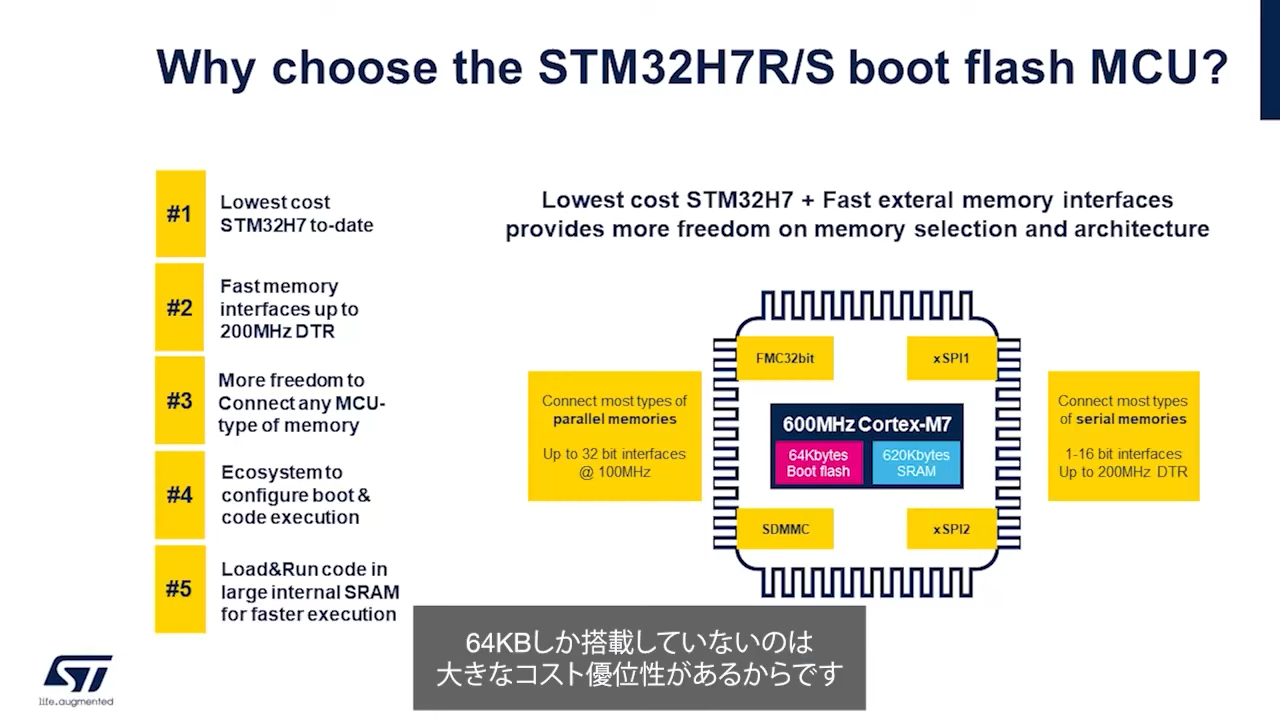 Why choose the STM32H7R/S boot flash MCU?
#1
Lowest cost
STM32H7 to-date
#2
Fast memory
interfaces up to
200MHz DTR
#3
More freedom to
Connect any MCU-
type of memory
#4
Ecosystem to
configure boot &
code execution
#5
Load&Run code in
large internal SRAM
for faster execution
Lowest cost STM32H7 + Fast exteral memory interfaces
provides more freedom on memory selection and architecture
Connect most types of
parallel memories
Up to 32 bit interfaces
@ 100MHz
FMC32bit
xSPI1
600MHz Cortex-M7
64Kbytes
Boot flash
620Kbytes
SRAM
SDMMC
xSPI2
Connect most types
of serial memories
1-16 bit interfaces
Up to 200MHz DTR
64KBしか搭載していないのは
大きなコスト優位性があるからです
ST
life.augmented